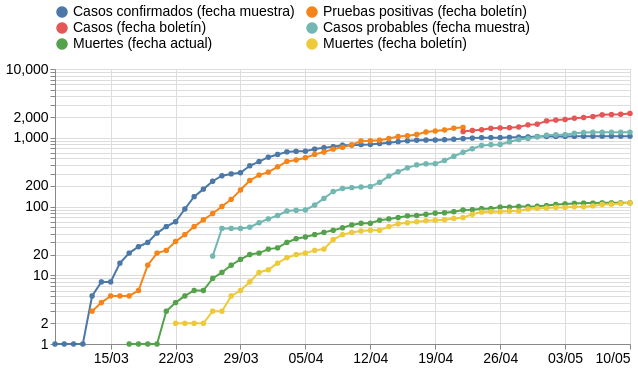 Casos confirmados (fecha muestra) Pruebas positivas (fecha boletín)
Casos (fecha boletín) Casos probables (fecha muestra)
Muertes (fecha actual) Muertes (fecha boletín)
10,000
2,000
1,000
200
100
20
10
2
1
15/03 22/03 29/03 05/04 12/04 19/04 26/04 03/05 10/05